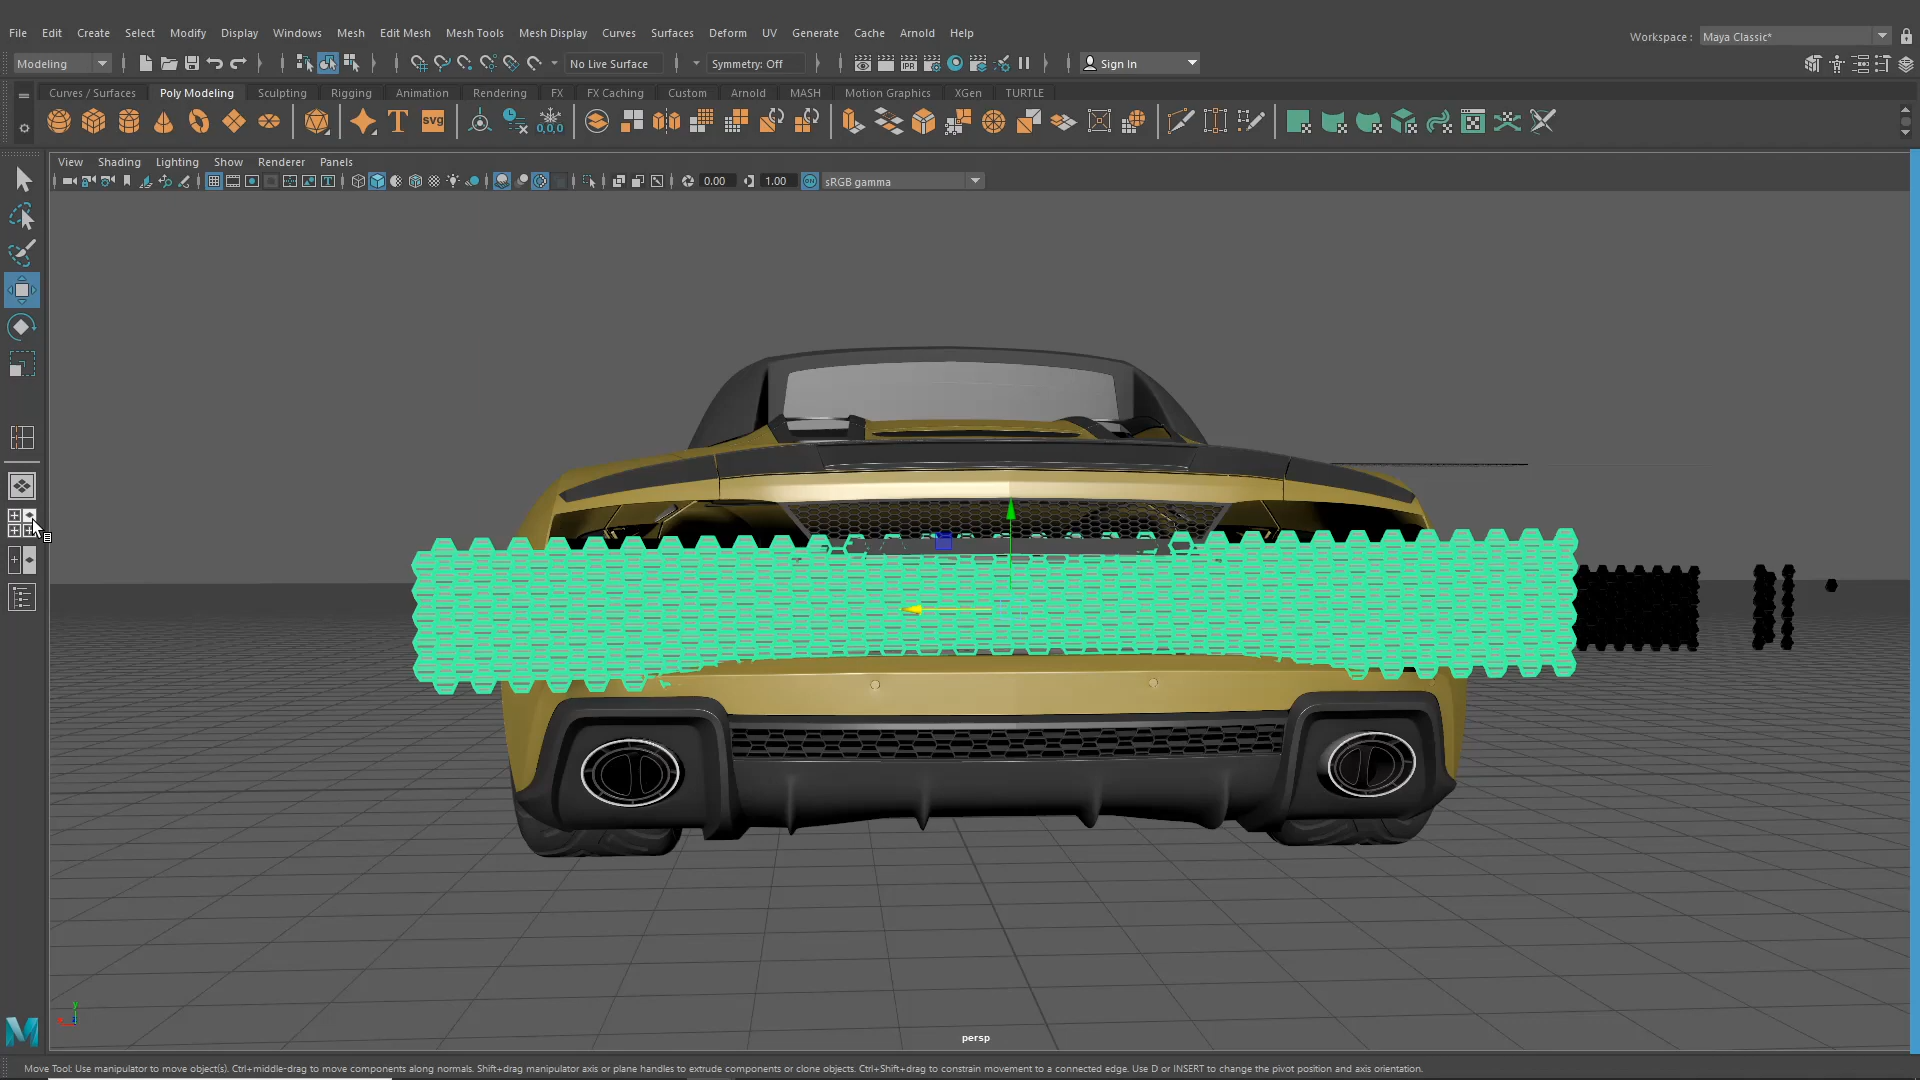 File Edit Create Select Modify Display Windows Mesh Edit Mesh Mesh Tools Mesh Display Curves Surfaces Deform UV Generate Cache Arnold Help
Workspace : Maya Classic*
Modeling No Live Surface Symmetry: Off Sign In
Curves / Surfaces Poly Modeling Sculpting Rigging Animation Rendering FX FX Caching Custom Arnold MASH Motion Graphics XGen TURTLE
T svg 0,0,0
View Shading Lighting Show Renderer Panels
0.00 1.00 ON sRGB gamma
persp
Move Tool: Use manipulator to move object(s). Ctrl+middle-drag to move components along normals. Shift+drag manipulator axis or plane handles to extrude components or clone objects. Ctrl+Shift+drag to constrain movement to a connected edge. Use D or INSERT to change the pivot position and axis orientation.